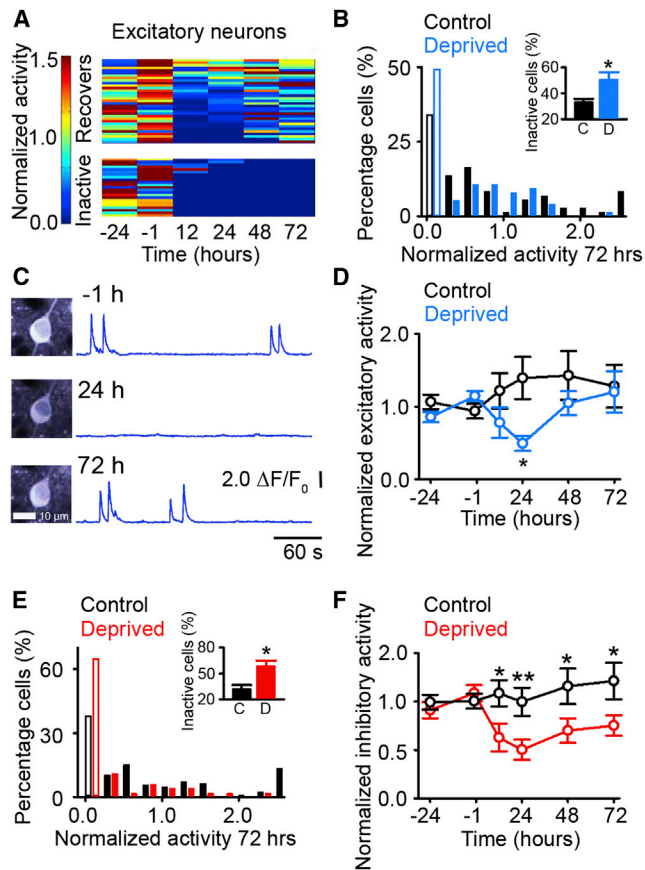 A
Excitatory neurons
Normalized activity
1.5
1.0
0.0
Recovers
Inactive
-24 -1 12 24 48 72
Time (hours)
B
Control
Deprived
Percentage cells (%)
50
25
0
0.0 1.0 2.0
Normalized activity 72 hrs
Inactive cells (%)
60
40
20
*
C D
C
-1 h
24 h
72 h
10 μm
2.0 ΔF/F0
60 s
D
Control
Deprived
Normalized excitatory activity
2.0
1.0
0.0
*
-24 -1 24 48 72
Time (hours)
E
Control
Deprived
Percentage cells (%)
60
30
0
0.0 1.0 2.0
Normalized activity 72 hrs
Inactive cells (%)
80
60
40
20
*
C D
F
Control
Deprived
Normalized inhibitory activity
2.0
1.0
0.5
0.0
* ** * *
-24 -1 24 48 72
Time (hours)